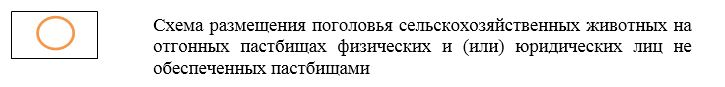 Схема размещения поголовья сельскохозяйственных животных на
отгонных пастбищах физических и (или) юридических лиц не
обеспеченных пастбищами